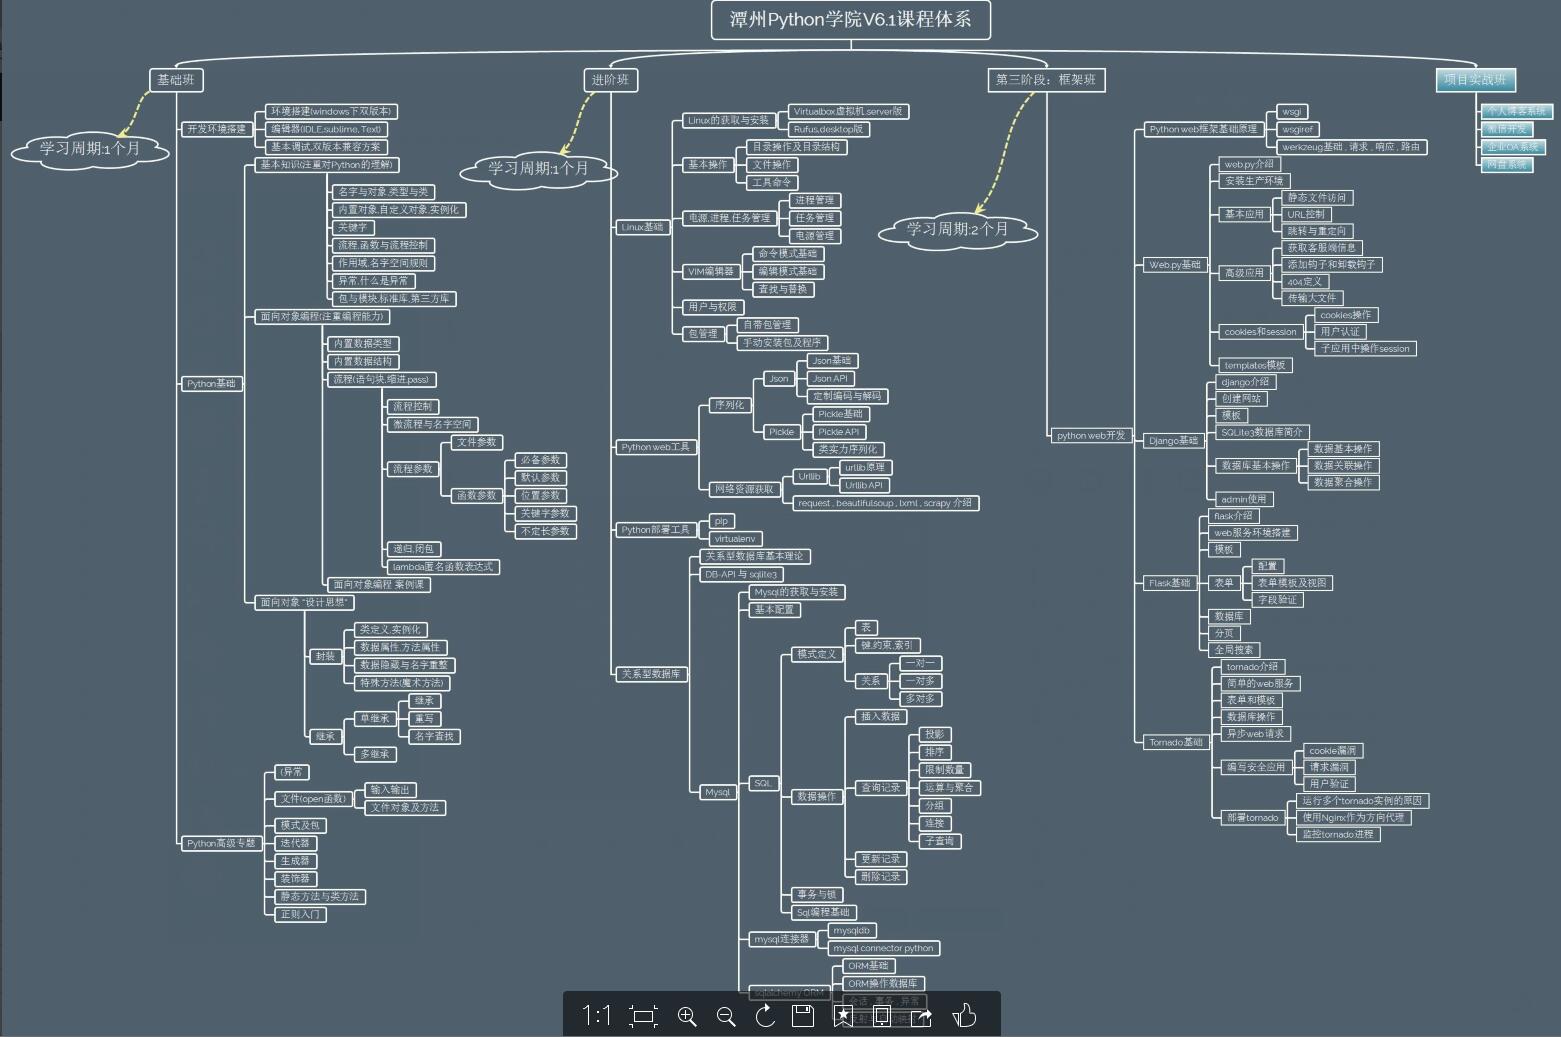 潭州Python学院V6.1课程体系
基础班
学习周期:1个月
开发环境搭建
环境搭建(windows下双版本)
编辑器(IDLE,sublime, Text)
基本调试,双版本兼容方案
Python基础
基本知识(注重对Python的理解)
名字与对象,类型与类
内置对象,自定义对象,实例化
关键字
流程,函数与流程控制
作用域,名字空间规则
异常,什么是异常
包与模块,标准库,第三方库
面向对象编程(注重编程能力)
内置数据类型
内置数据结构
流程(语句块,缩进,pass)
流程控制
微流程与名字空间
流程参数
文件参数
函数参数
必备参数
默认参数
位置参数
关键字参数
不定长参数
递归,闭包
lambda匿名函数表达式
面向对象编程 案例课
面向对象 "设计思想"
封装
类定义,实例化
数据属性,方法属性
数据隐藏与名字重整
特殊方法(魔术方法)
继承
单继承
继承
重写
名字查找
多继承
Python高级专题
(异常
文件(open函数)
输入输出
文件对象及方法
模式及包
迭代器
生成器
装饰器
静态方法与类方法
正则入门
进阶班
学习周期:1个月
Linux基础
Linux的获取与安装
Virtualbox虚拟机,server版
Rufus,desktop版
基本操作
目录操作及目录结构
文件操作
工具命令
电源,进程,任务管理
进程管理
任务管理
电源管理
VIM编辑器
命令模式基础
编辑模式基础
查找与替换
用户与权限
包管理
自带包管理
手动安装包及程序
Python web工具
序列化
Json
Json基础
Json API
定制编码与解码
Pickle
Pickle基础
Pickle API
类实力序列化
网络资源获取
Urllib
urllib原理
Urllib API
request , beautifulsoup , lxml , scrapy 介绍
Python部署工具
pip
virtualenv
关系型数据库
关系型数据库基本理论
DB-API 与 sqlite3
Mysql
Mysql的获取与安装
基本配置
SQL
模式定义
表
键,约束,索引
关系
一对一
一对多
多对多
数据操作
插入数据
查询记录
投影
排序
限制数量
运算与聚合
分组
连接
子查询
更新记录
删除记录
事务与锁
Sql编程基础
mysql连接器
mysqldb
mysql connector python
sqlalchemy ORM
ORM基础
ORM操作数据库
会话 , 事务 , 异常
第三阶段：框架班
学习周期:2个月
python web开发
Python web框架基础原理
wsgi
wsgiref
werkzeug基础 , 请求 , 响应 , 路由
Web.py基础
web.py介绍
安装生产环境
基本应用
静态文件访问
URL控制
跳转与重定向
高级应用
获取客服端信息
添加钩子和卸载钩子
404定义
传输大文件
cookies和session
cookies操作
用户认证
子应用中操作session
templates模板
Django基础
django介绍
创建网站
模板
SQLite3数据库简介
数据库基本操作
数据基本操作
数据关联操作
数据聚合操作
admin使用
Flask基础
flask介绍
web服务环境搭建
模板
表单
配置
表单模板及视图
字段验证
数据库
分页
全局搜索
Tornado基础
tornado介绍
简单的web服务
表单和模板
数据库操作
异步web请求
编写安全应用
cookie漏洞
请求漏洞
用户验证
部署tornado
运行多个tornado实例的原因
使用Nginx作为方向代理
监控tornado进程
项目实战班
个人博客系统
微信开发
企业OA系统
网盘系统
1:1